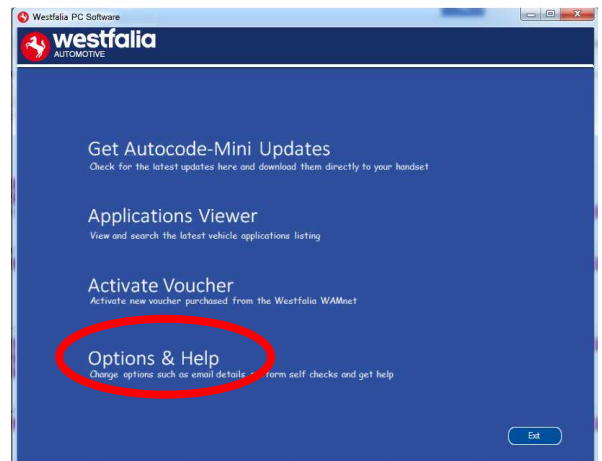 Westfalia PC Software
westfalia
AUTOMOTIVE
Get Autocode-Mini Updates
Check for the latest updates here and download them directly to your handset
Applications Viewer
View and search the latest vehicle applications listing
Activate Voucher
Activate new voucher purchased from the Westfalia WAMnet
Options & Help
Change options such as email details form self checks and get help
Exit